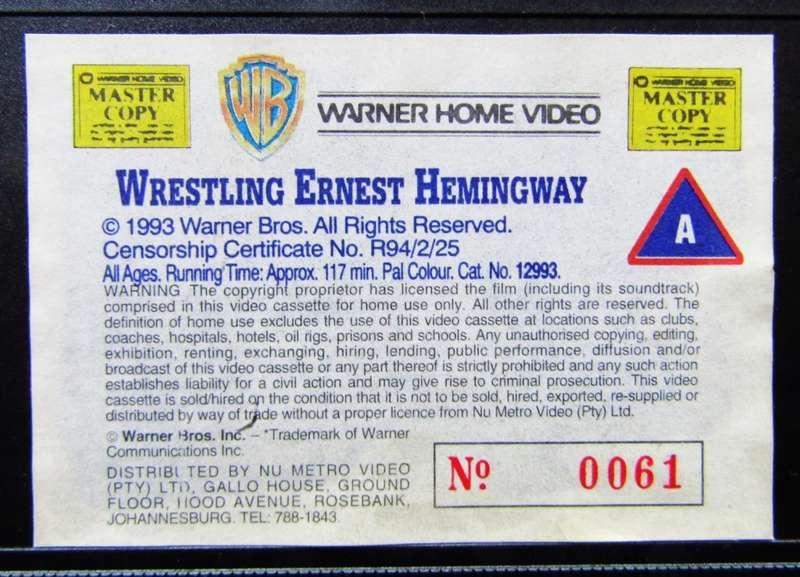 WARNER HOME VIDEO
MASTER
COPY
WB
WARNER HOME VIDEO
WARNER HOME VIDEO
MASTER
COPY
WRESTLING ERNEST HEMINGWAY
© 1993 Warner Bros. All Rights Reserved.
Censorship Certificate No. R94/2/25
All Ages. Running Time: Approx. 117 min. Pal Colour. Cat. No. 12993.
A
WARNING The copyright proprietor has licensed the film (including its soundtrack)
comprised in this video cassette for home use only. All other rights are reserved. The
definition of home use excludes the use of this video cassette at locations such as clubs,
coaches, hospitals, hotels, oil rigs, prisons and schools. Any unauthorised copying, editing,
exhibition, renting, exchanging, hiring, lending, public performance, diffusion and/or
broadcast of this video cassette or any part thereof is strictly prohibited and any such action
establishes liability for a civil action and may give rise to criminal prosecution. This video
cassette is sold/hired on the condition that it is not to be sold, hired, exported, re-supplied or
distributed by way of trade without a proper licence from Nu Metro Video (Pty) Ltd.
© Warner Bros. Inc. – *Trademark of Warner
Communications Inc.
DISTRIBUTED BY NU METRO VIDEO
(PTY) LTD, GALLO HOUSE, GROUND
FLOOR, HOOD AVENUE, ROSEBANK,
JOHANNESBURG. TEL: 788-1843.
Nº 0061